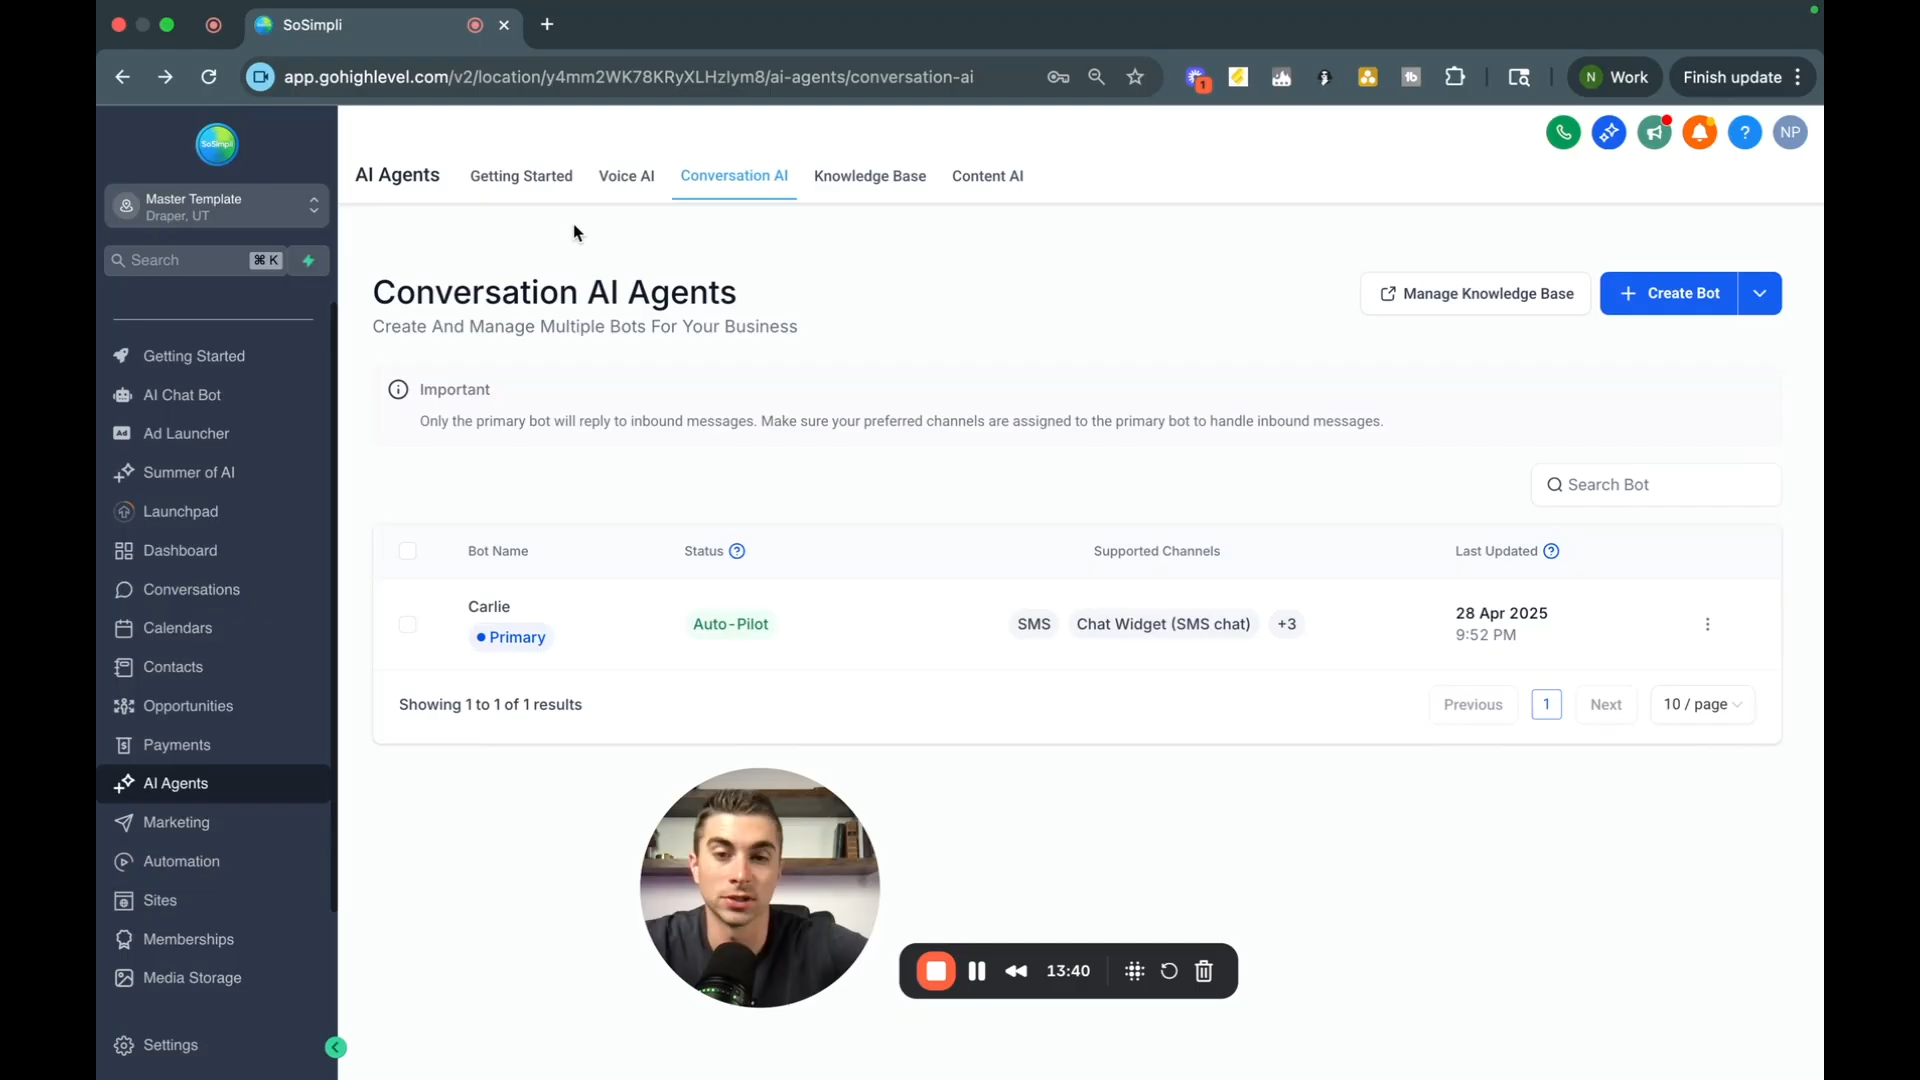 SoSimpli
app.gohighlevel.com/v2/location/y4mm2WK78KRyXLHzlym8/ai-agents/conversation-ai
1
N Work
Finish update
SoSimpli
Master Template
Draper, UT
Search ⌘ K
Getting Started
AI Chat Bot
Ad Ad Launcher
Summer of AI
Launchpad
Dashboard
Conversations
Calendars
Contacts
Opportunities
Payments
AI Agents
Marketing
Automation
Sites
Memberships
Media Storage
Settings
? NP
AI Agents Getting Started Voice AI Conversation AI Knowledge Base Content AI
Conversation AI Agents
Create And Manage Multiple Bots For Your Business
Manage Knowledge Base
+ Create Bot
Important
Only the primary bot will reply to inbound messages. Make sure your preferred channels are assigned to the primary bot to handle inbound messages.
Search Bot
Bot Name Status ? Supported Channels Last Updated ?
Carlie
Primary
Auto-Pilot
SMS Chat Widget (SMS chat) +3
28 Apr 2025
9:52 PM
Showing 1 to 1 of 1 results
Previous 1 Next 10 / page
13:40